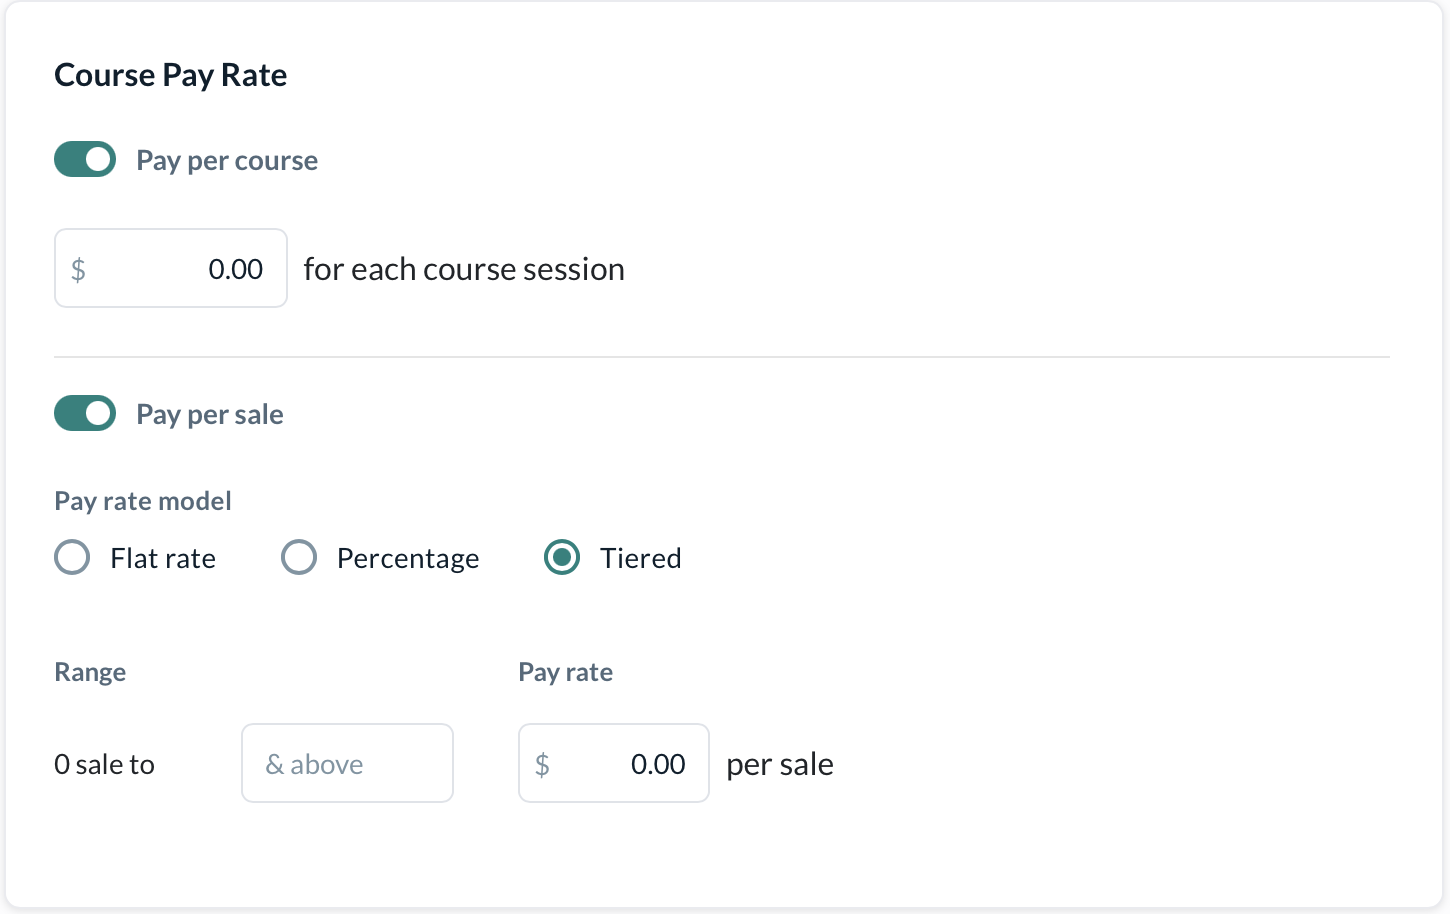 Course Pay Rate
Pay per course
$ 0.00 for each course session
Pay per sale
Pay rate model
Flat rate Percentage Tiered
Range Pay rate
0 sale to & above $ 0.00 per sale